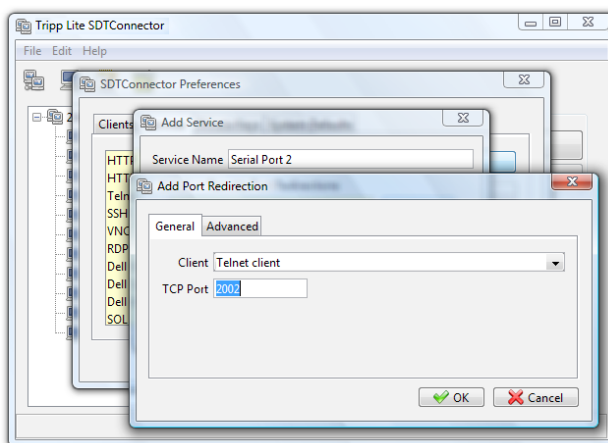 Tripp Lite SDTConnector
File Edit Help
SDTConnector Preferences
2
Clients
Add Service
HTTP
HTT
Teln
SSH
VNC
RDP
Dell
Dell
Dell
SOL
Service Name Serial Port 2
Add Port Redirection
General Advanced
Client Telnet client
TCP Port 2002
OK Cancel